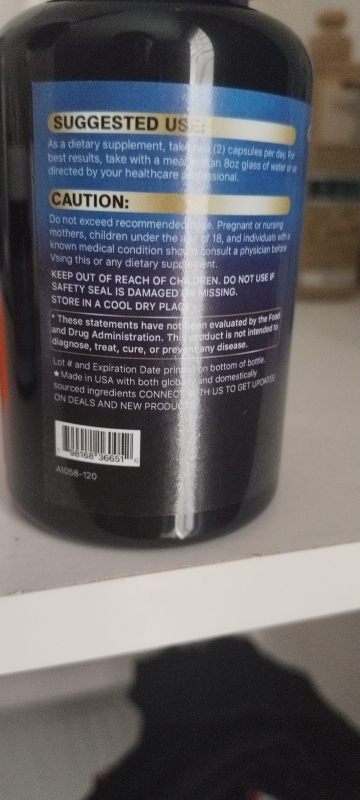 SUGGESTED USE:
As a dietary supplement, take two (2) capsules per day. For
best results, take with a meal and an 8oz glass of water or as
directed by your healthcare professional.
CAUTION:
Do not exceed recommended dose. Pregnant or nursing
mothers, children under the age of 18, and individuals with a
known medical condition should consult a physician before
Vsing this or any dietary supplement.
KEEP OUT OF REACH OF CHILDREN. DO NOT USE IF
SAFETY SEAL IS DAMAGED OR MISSING.
STORE IN A COOL DRY PLACE
* These statements have not been evaluated by the Food
and Drug Administration. This product is not intended to
diagnose, treat, cure, or prevent any disease.
Lot # and Expiration Date printed on bottom of bottle.
★Made in USA with both globally and domestically
sourced ingredients CONNECT WITH US TO GET UPDATES
ON DEALS AND NEW PRODUCTS
98168 36651 6
A1058-120